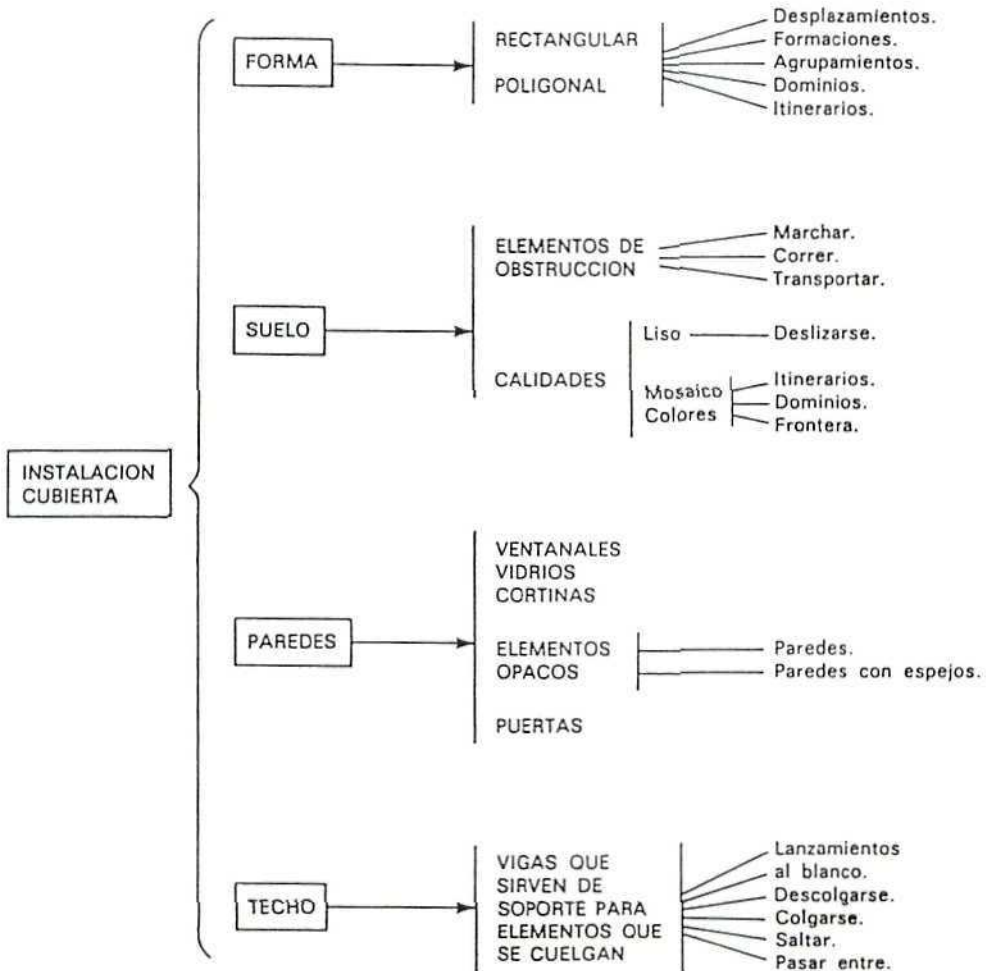 INSTALACION
CUBIERTA
FORMA
RECTANGULAR
POLIGONAL
Desplazamientos.
Formaciones.
Agrupamientos.
Dominios.
Itinerarios.
SUELO
ELEMENTOS DE
OBSTRUCCION
Marchar.
Correr.
Transportar.
CALIDADES
Liso
Deslizarse.
Mosaico
Colores
Itinerarios.
Dominios.
Frontera.
PAREDES
VENTANALES
VIDRIOS
CORTINAS
ELEMENTOS
OPACOS
Paredes.
Paredes con espejos.
PUERTAS
TECHO
VIGAS QUE
SIRVEN DE
SOPORTE PARA
ELEMENTOS QUE
SE CUELGAN
Lanzamientos
al blanco.
Descolgarse.
Colgarse.
Saltar.
Pasar entre.